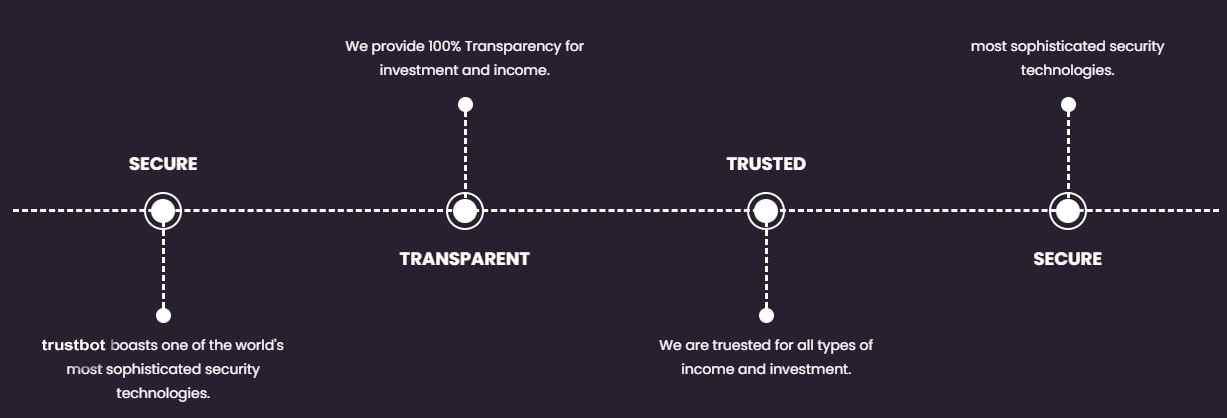 SECURE
trustbot boasts one of the world's
most sophisticated security
technologies.
We provide 100% Transparency for
investment and income.
TRANSPARENT
TRUSTED
We are truested for all types of
income and investment.
most sophisticated security
technologies.
SECURE